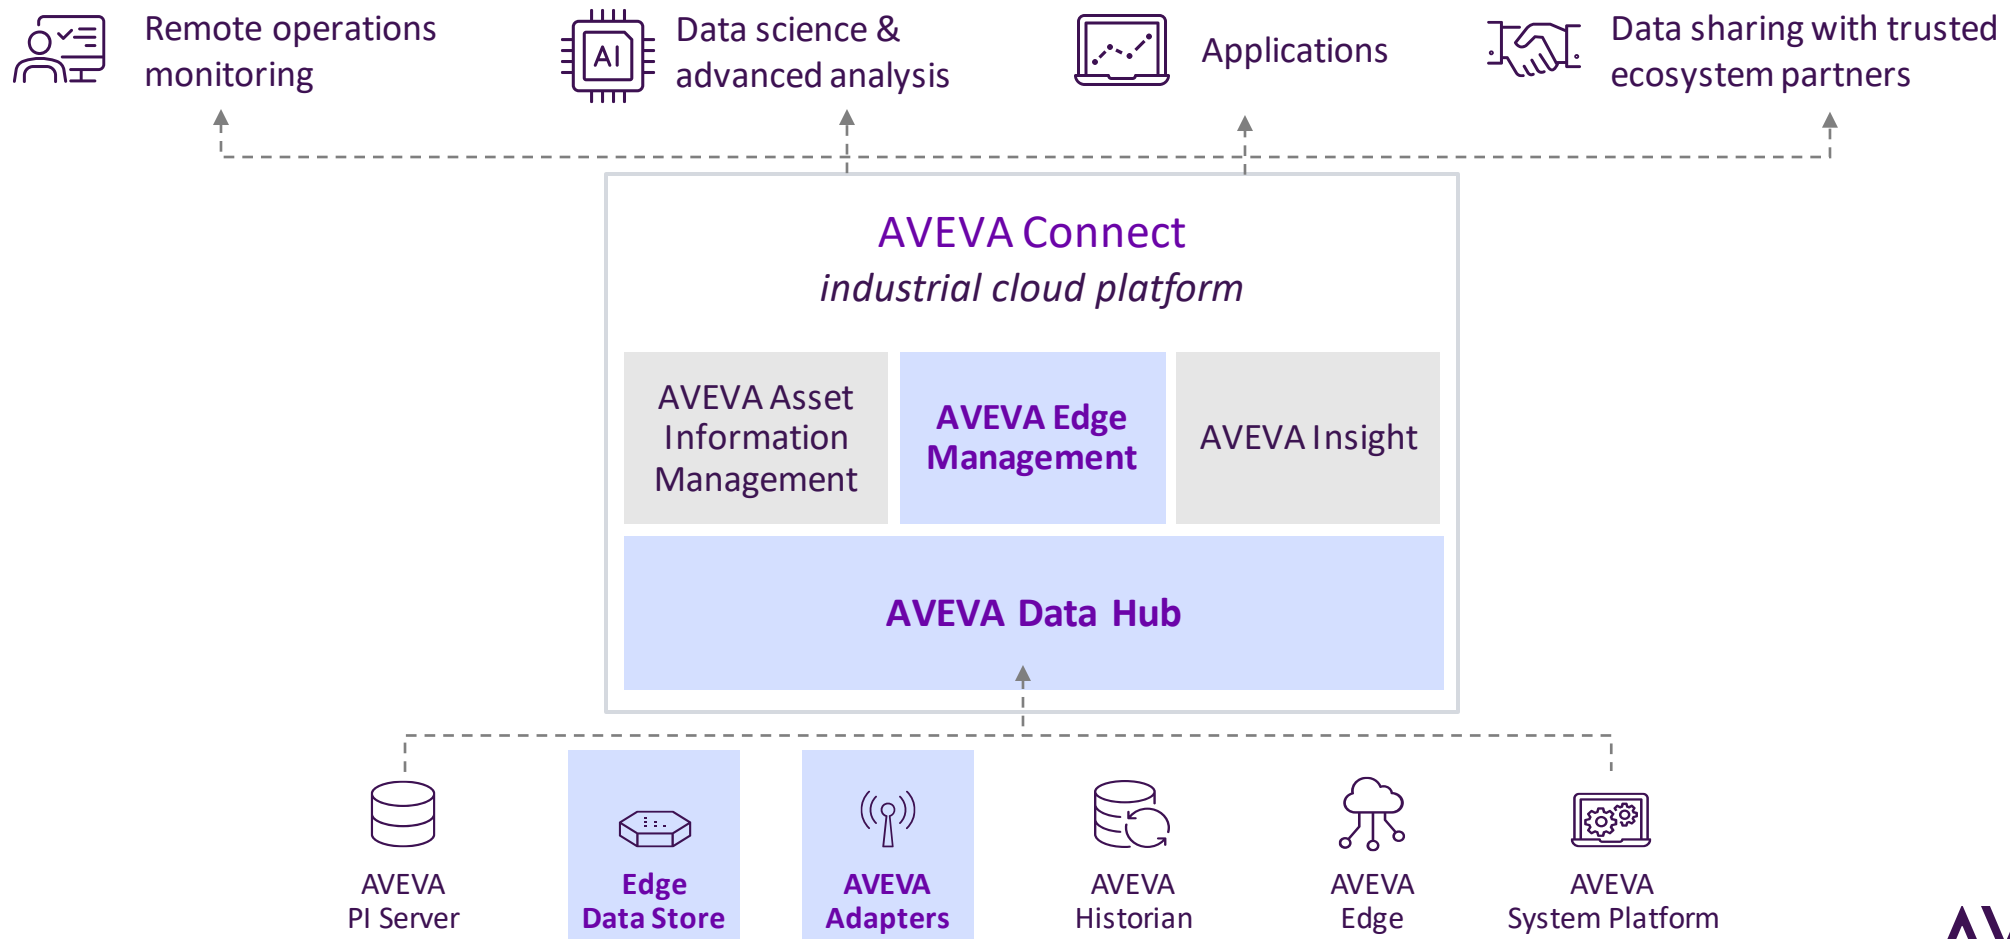 Remote operations
monitoring
AI
Data science &
advanced analysis
Applications
Data sharing with trusted
ecosystem partners
AVEVA Connect
industrial cloud platform
AVEVA Asset
Information
Management
AVEVA Edge
Management
AVEVA Insight
AVEVA Data Hub
AVEVA
PI Server
Edge
Data Store
AVEVA
Adapters
AVEVA
Historian
AVEVA
Edge
AVEVA
System Platform